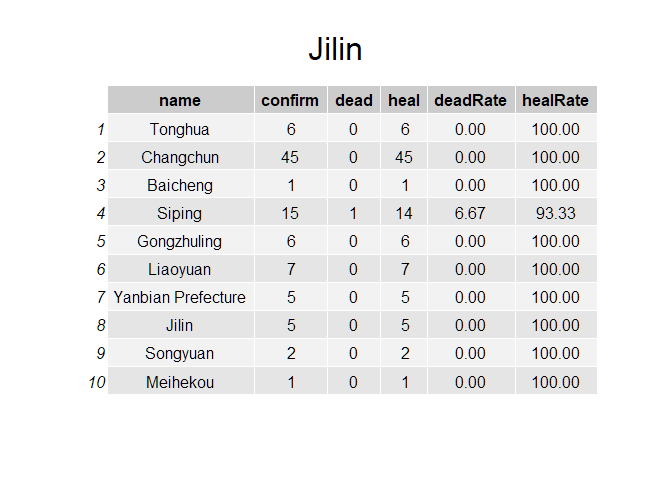 Jilin
name confirm dead heal deadRate healRate
1 Tonghua 6 0 6 0.00 100.00
2 Changchun 45 0 45 0.00 100.00
3 Baicheng 1 0 1 0.00 100.00
4 Siping 15 1 14 6.67 93.33
5 Gongzhuling 6 0 6 0.00 100.00
6 Liaoyuan 7 0 7 0.00 100.00
7 Yanbian Prefecture 5 0 5 0.00 100.00
8 Jilin 5 0 5 0.00 100.00
9 Songyuan 2 0 2 0.00 100.00
10 Meihekou 1 0 1 0.00 100.00